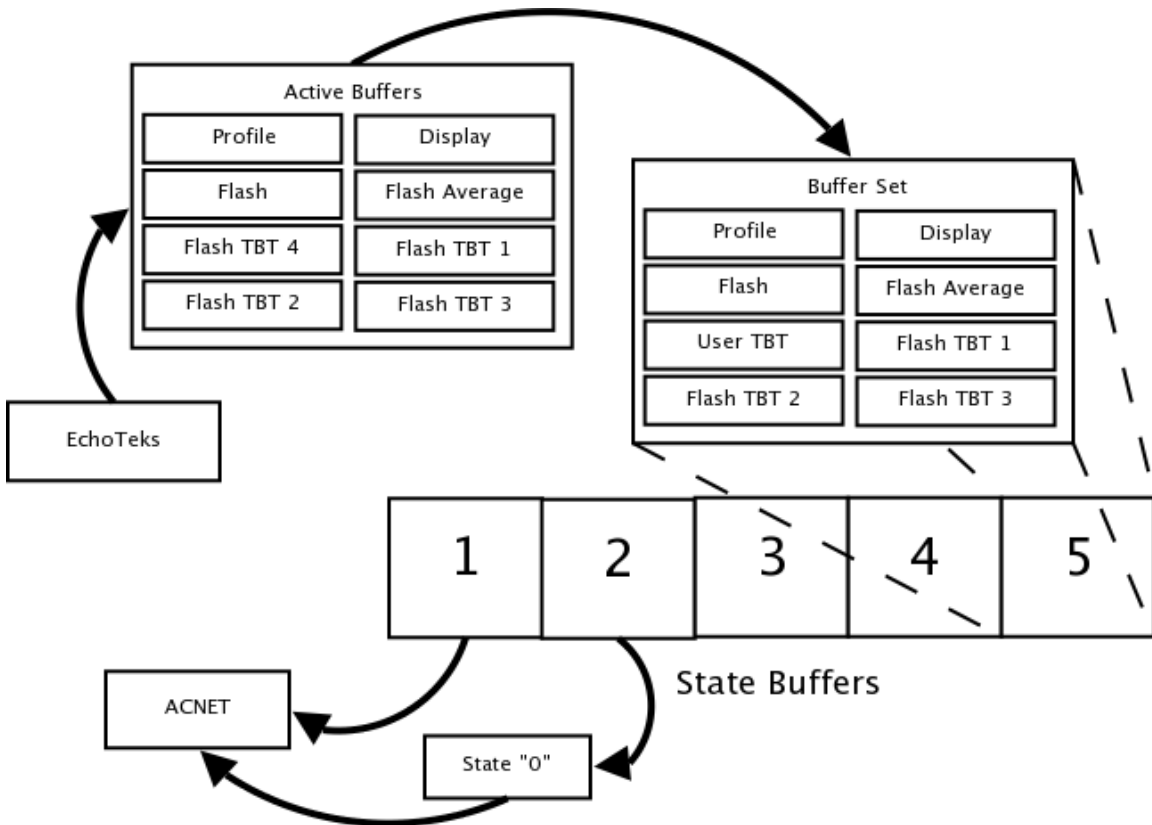 Active Buffers
Profile
Display
Flash
Flash Average
Flash TBT 4
Flash TBT 1
Flash TBT 2
Flash TBT 3
Buffer Set
Profile
Display
Flash
Flash Average
User TBT
Flash TBT 1
Flash TBT 2
Flash TBT 3
EchoTeks
1
2
3
4
5
State Buffers
ACNET
State "0"